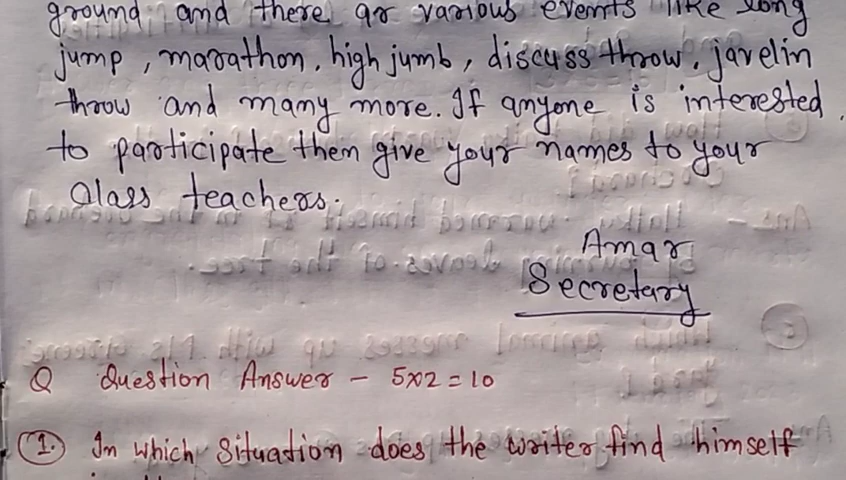 ground and there ar various events like long
jump, marathon, high jumb, discuss throw, javelin
throw and many more. If anyone is interested
to participate then give your names to your
Class teachers.
Amar
Secretary
Q Question Answer - 5x2=10
1. In which situation does the writer find himself